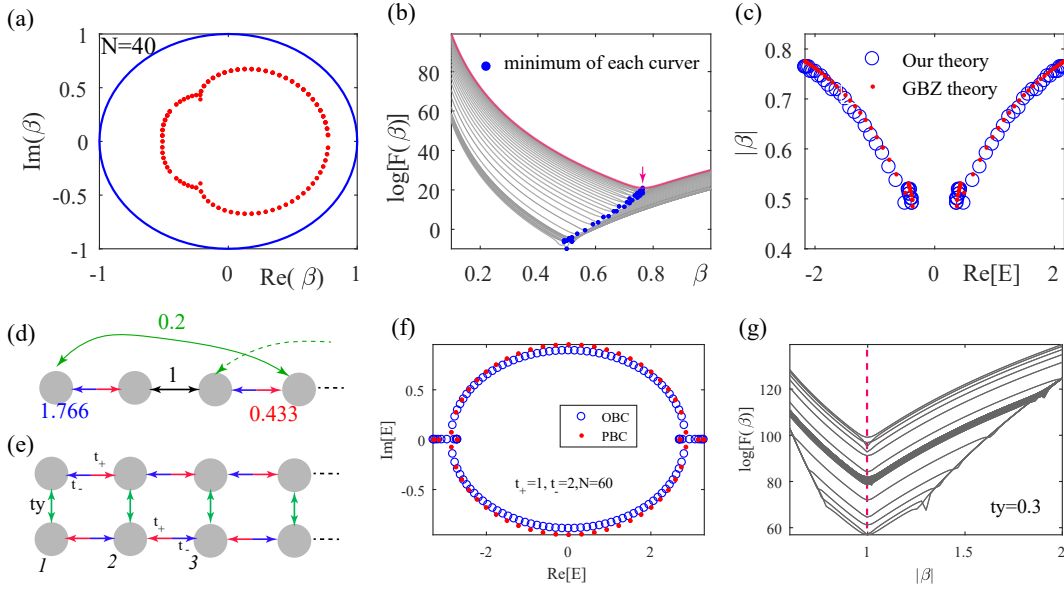 (a)
N=40
1
0.5
0
-0.5
-1
Im(β)
-1
0
1
Re( β)
(b)
minimum of each curver
80
60
40
20
0
log[F(β)]
0.2
0.4
0.6
0.8
β
(c)
Our theory
GBZ theory
0.8
0.7
0.6
0.5
0.4
|β|
-2
0
2
Re[E]
(d)
0.2
1
1.766
0.433
(e)
t+
t-
ty
t+
t-
1
2
3
(f)
0.5
0
-0.5
Im[E]
OBC
PBC
t+=1, t-=2,N=60
-2
0
2
Re[E]
(g)
120
100
80
60
log[F(β)]
ty=0.3
1
1.5
2
|β|